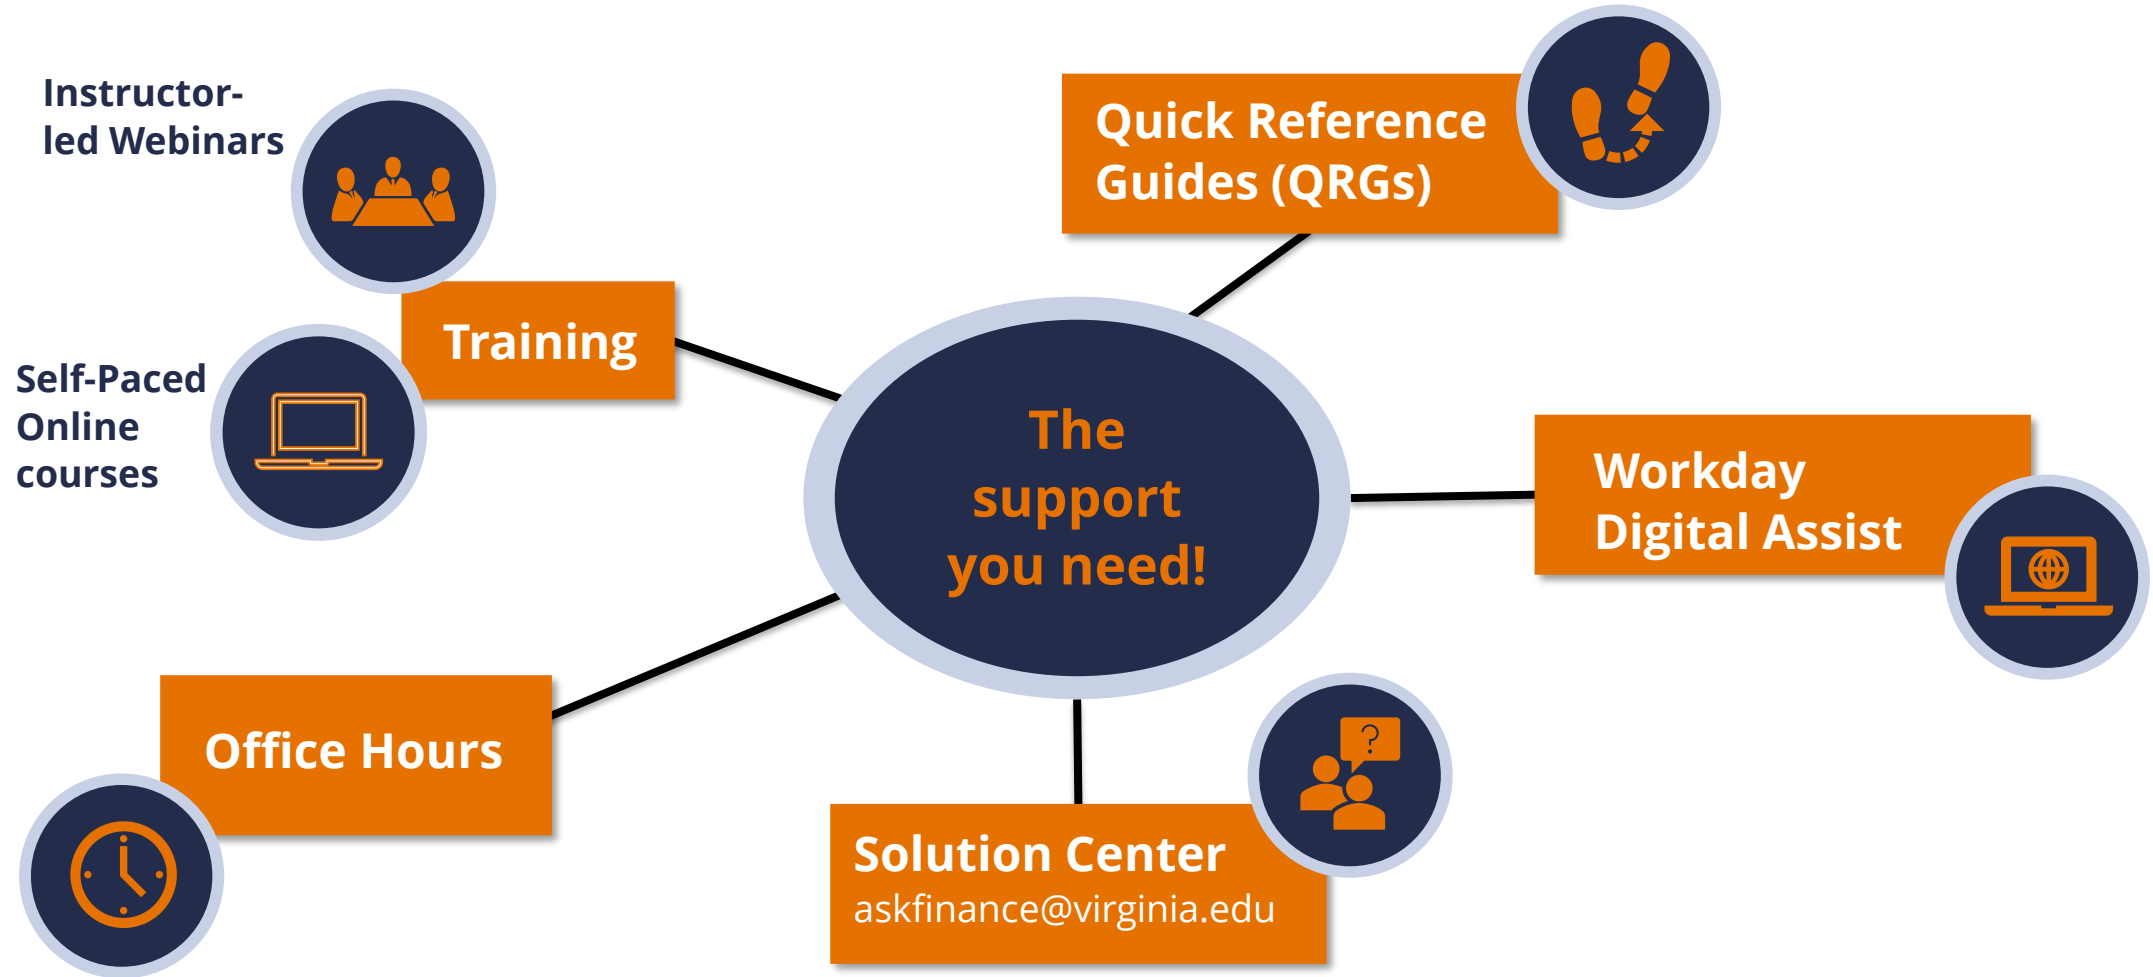 Instructor-
led Webinars
Training
Self-Paced
Online
courses
Office Hours
The
support
you need!
Quick Reference
Guides (QRGs)
Workday
Digital Assist
Solution Center
askfinance@virginia.edu
?